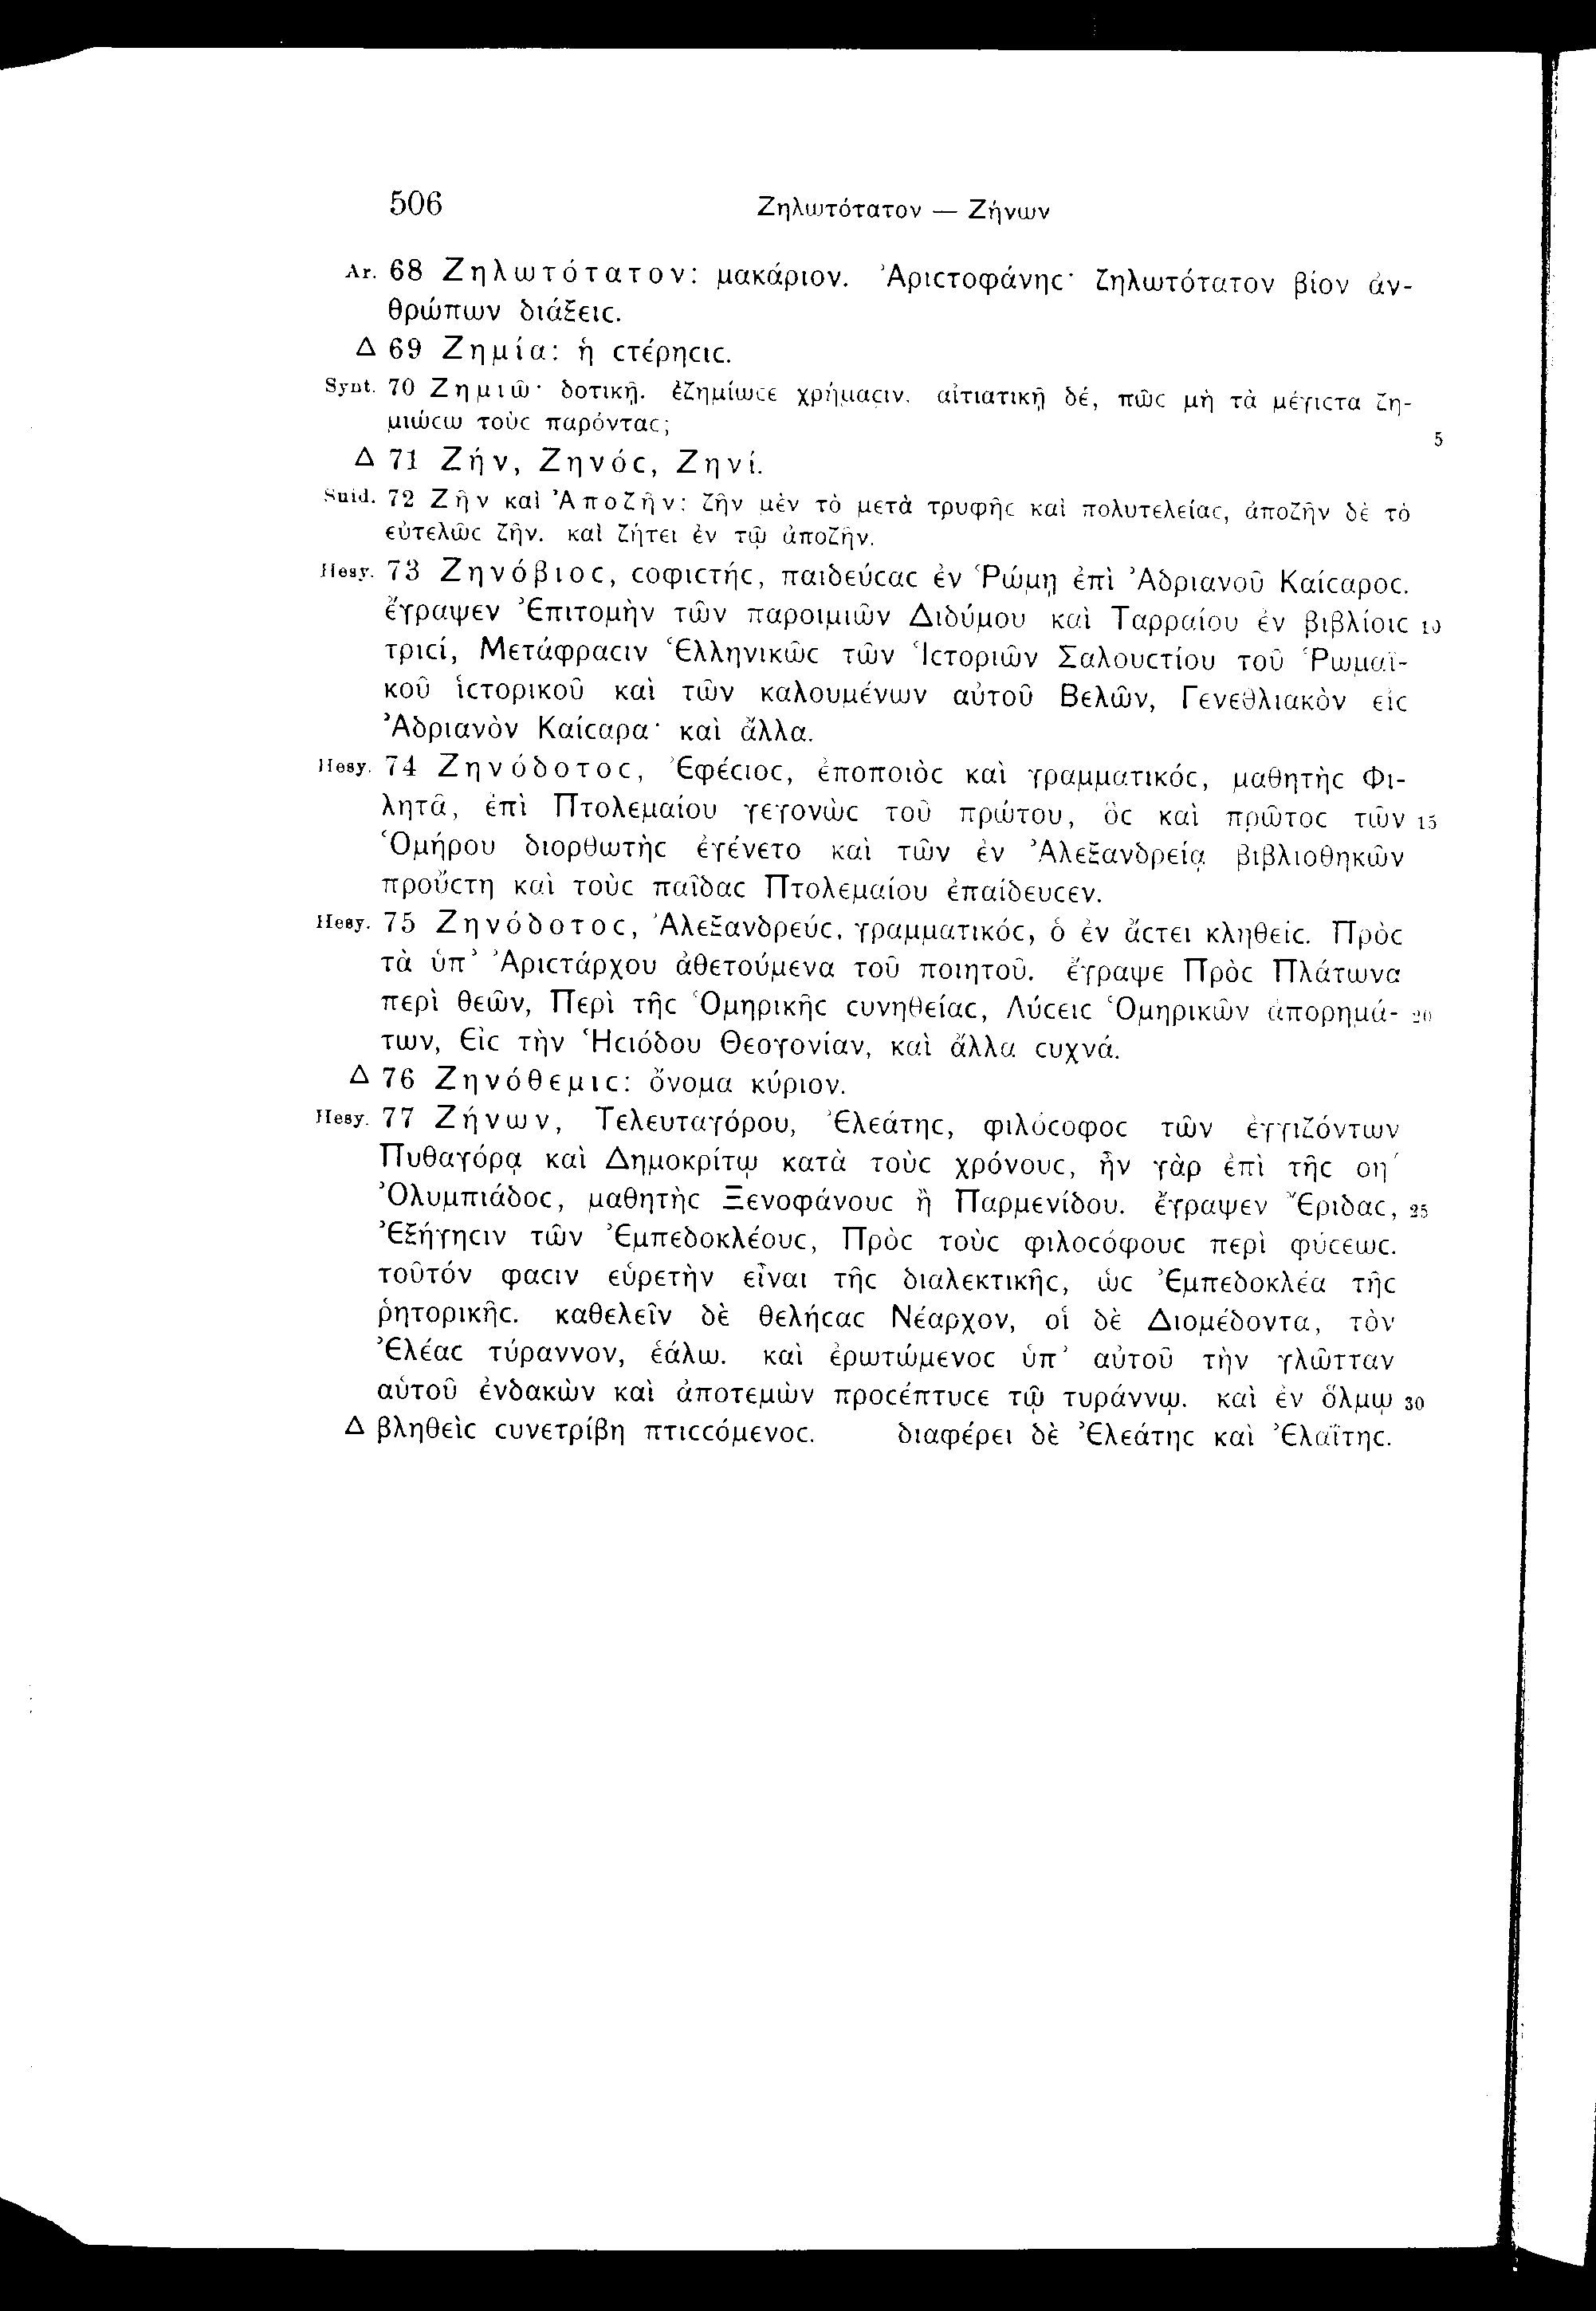 506 Ζηλωτότατον — Ζήνων
Ar. 68 Ζηλωτότατον: μακάριον. Ἀριϲτοφάνηϲ· ζηλωτότατον βίον ἀν-
θρώπων διάξειϲ.
Δ 69 Ζημία: ἡ ϲτέρηϲιϲ.
Synt. 70 Ζημιῶ· δοτικῇ. ἐζημίωϲε χρήμαϲιν. αἰτιατικῇ δέ, πῶϲ μὴ τὰ μέγιϲτα ζη-
μιώϲω τοὺϲ παρόνταϲ; 5
Δ 71 Ζήν, Ζηνόϲ, Ζηνί.
Suid. 72 Ζῆν καὶ Ἀποζῆν: ζῆν μὲν τὸ μετὰ τρυφῆϲ καὶ πολυτελείαϲ, ἀποζῆν δὲ τὸ
εὐτελῶϲ ζῆν. καὶ ζήτει ἐν τῷ ἀποζῆν.
Hesy. 73 Ζηνόβιοϲ, ϲοφιϲτήϲ, παιδεύϲαϲ ἐν Ῥώμῃ ἐπὶ Ἀδριανοῦ Καίϲαροϲ.
ἔγραψεν Ἐπιτομὴν τῶν παροιμιῶν Διδύμου καὶ Ταρραίου ἐν βιβλίοιϲ 10
τριϲί, Μετάφραϲιν Ἑλληνικῶϲ τῶν Ἱϲτοριῶν Σαλουϲτίου τοῦ Ῥωμαϊ-
κοῦ ἱϲτορικοῦ καὶ τῶν καλουμένων αὐτοῦ Βελῶν, Γενεθλιακὸν εἰϲ
Ἀδριανὸν Καίϲαρα· καὶ ἄλλα.
Hesy. 74 Ζηνόδοτοϲ, Ἐφέϲιοϲ, ἐποποιὸϲ καὶ γραμματικόϲ, μαθητὴϲ Φι-
λητᾶ, ἐπὶ Πτολεμαίου γεγονὼϲ τοῦ πρώτου, ὃϲ καὶ πρῶτοϲ τῶν 15
Ὁμήρου διορθωτὴϲ ἐγένετο καὶ τῶν ἐν Ἀλεξανδρείᾳ βιβλιοθηκῶν
προὔϲτη καὶ τοὺϲ παῖδαϲ Πτολεμαίου ἐπαίδευϲεν.
Hesy. 75 Ζηνόδοτοϲ, Ἀλεξανδρεύϲ, γραμματικόϲ, ὁ ἐν ἄϲτει κληθείϲ. Πρὸϲ
τὰ ὑπ’ Ἀριϲτάρχου ἀθετούμενα τοῦ ποιητοῦ. ἔγραψε Πρὸϲ Πλάτωνα
περὶ θεῶν, Περὶ τῆϲ Ὁμηρικῆϲ ϲυνηθείαϲ, Λύϲειϲ Ὁμηρικῶν ἀπορημά- 20
των, Εἰϲ τὴν Ἡϲιόδου Θεογονίαν, καὶ ἄλλα ϲυχνά.
Δ 76 Ζηνόθεμιϲ: ὄνομα κύριον.
Hesy. 77 Ζήνων, Τελευταγόρου, Ἐλεάτηϲ, φιλόϲοφοϲ τῶν ἐγγιζόντων
Πυθαγόρᾳ καὶ Δημοκρίτῳ κατὰ τοὺϲ χρόνουϲ, ἦν γὰρ ἐπὶ τῆϲ οη′
Ὀλυμπιάδοϲ, μαθητὴϲ Ξενοφάνουϲ ἢ Παρμενίδου. ἔγραψεν Ἔριδαϲ, 25
Ἐξήγηϲιν τῶν Ἐμπεδοκλέουϲ, Πρὸϲ τοὺϲ φιλοϲόφουϲ περὶ φύϲεωϲ.
τοῦτόν φαϲιν εὑρετὴν εἶναι τῆϲ διαλεκτικῆϲ, ὡϲ Ἐμπεδοκλέα τῆϲ
ῥητορικῆϲ. καθελεῖν δὲ θελήϲαϲ Νέαρχον, οἱ δὲ Διομέδοντα, τὸν
Ἐλέαϲ τύραννον, ἑάλω. καὶ ἐρωτώμενοϲ ὑπ’ αὐτοῦ τὴν γλῶτταν
αὑτοῦ ἐνδακὼν καὶ ἀποτεμὼν προϲέπτυϲε τῷ τυράννῳ. καὶ ἐν ὅλμῳ 30
Δ βληθεὶϲ ϲυνετρίβη πτιϲϲόμενοϲ. διαφέρει δὲ Ἐλεάτηϲ καὶ Ἐλαΐτηϲ.